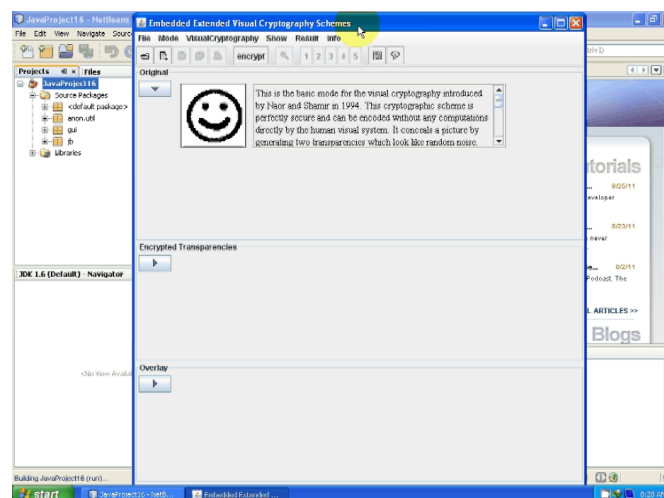 JavaProject16 - NetBeans
Embedded Extended Visual Cryptography Schemes
File Edit View Navigate Source
File Mode VisualCryptography Show Result Info
encrypt 1 2 3 4 5
Projects Files
Original
JavaProject16
Source Packages
<default package>
anon.util
gui
jb
Libraries
This is the basic mode for the visual cryptography introduced
by Naor and Shamir in 1994. This cryptographic scheme is
perfectly secure and can be encoded without any computations
directly by the human visual system. It conceals a picture by
generating two transparencies which look like random noise.
torials
8/25/11
8/23/11
never
Podcast. The
ARTICLES >>
Blogs
Encrypted Transparencies
JDK 1.6 (Default) - Navigator
<No View
Overlay
Building JavaProject16 (run)...
start
JavaProject16 - NetB...
Embedded Extended ...
8:20 AM